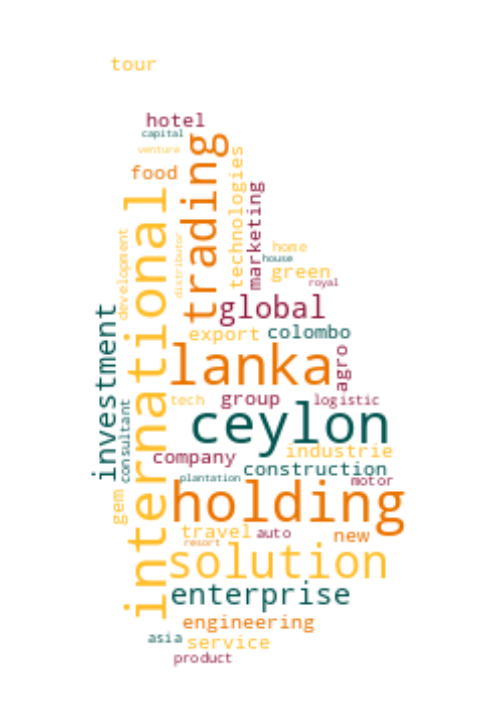 tour
hotel
capital
venture
trading
food
technologies
marketing
international
development
distributor
home
house
green
royal
global
export
colombo
investment
lanka
agro
tech
group
logistic
consultant
ceylon
industrie
company
construction
plantation
motor
gem
holding
travel
auto
new
resort
solution
enterprise
engineering
asia
service
product